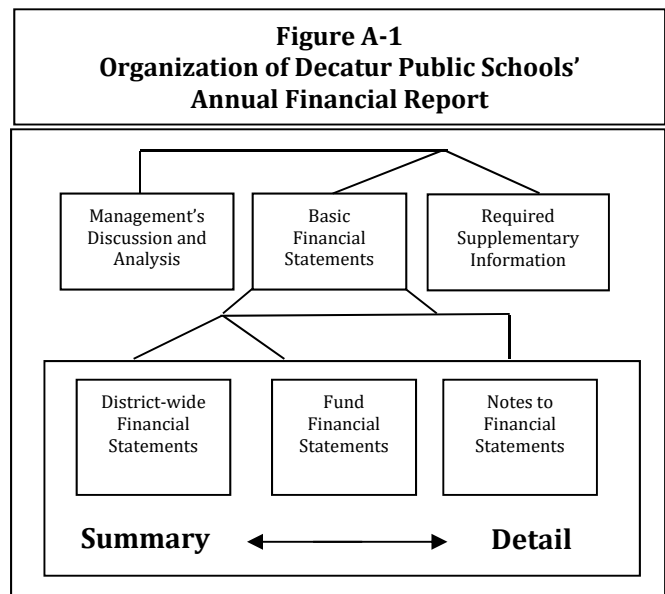 Figure A-1
Organization of Decatur Public Schools’
Annual Financial Report
Management’s
Discussion and
Analysis
Basic
Financial
Statements
Required
Supplementary
Information
District-wide
Financial
Statements
Fund
Financial
Statements
Notes to
Financial
Statements
Summary
Detail